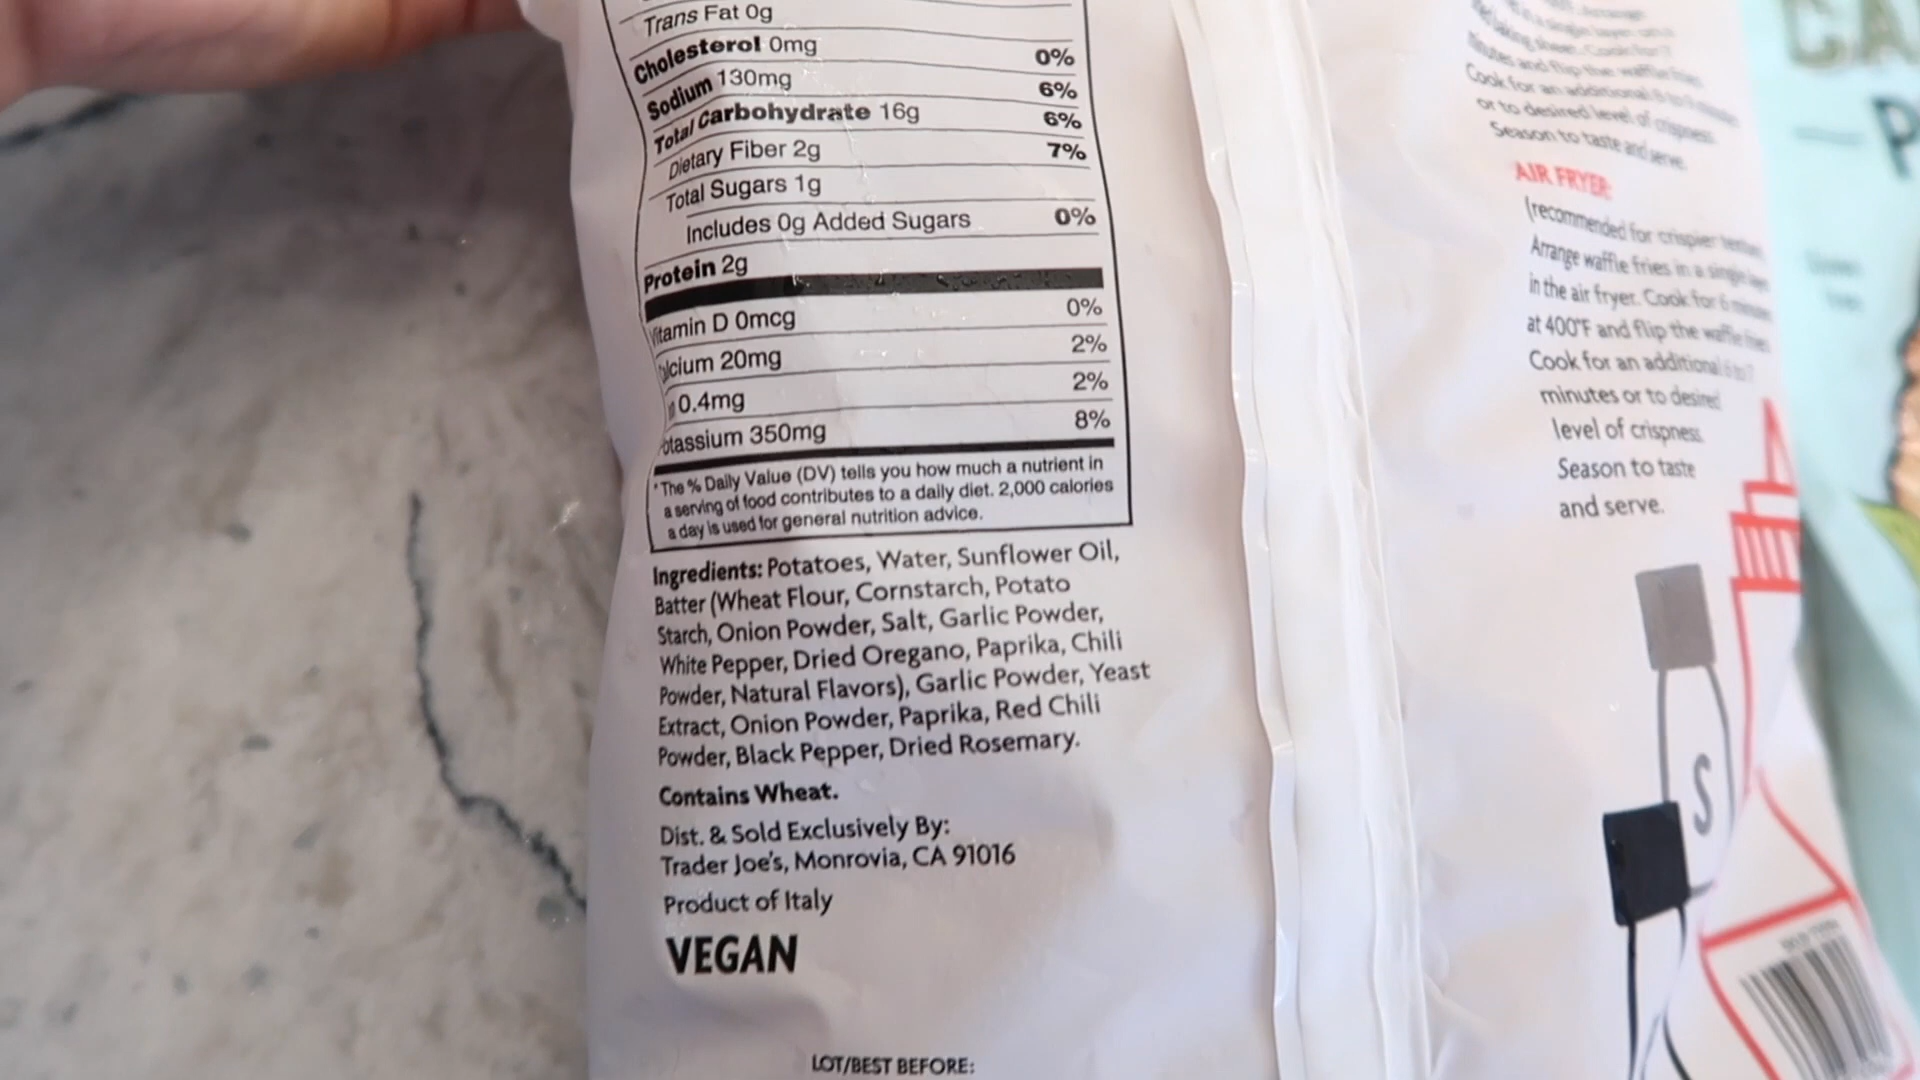 Trans Fat 0g
Cholesterol 0mg 0%
Sodium 130mg 6%
Total Carbohydrate 16g 6%
Dietary Fiber 2g 7%
Total Sugars 1g
Includes 0g Added Sugars 0%
Protein 2g
Vitamin D 0mcg 0%
lcium 20mg 2%
0.4mg 2%
otassium 350mg 8%
*The % Daily Value (DV) tells you how much a nutrient in
a serving of food contributes to a daily diet. 2,000 calories
a day is used for general nutrition advice.
Ingredients: Potatoes, Water, Sunflower Oil,
Batter (Wheat Flour, Cornstarch, Potato
Starch, Onion Powder, Salt, Garlic Powder,
White Pepper, Dried Oregano, Paprika, Chili
Powder, Natural Flavors), Garlic Powder, Yeast
Extract, Onion Powder, Paprika, Red Chili
Powder, Black Pepper, Dried Rosemary.
Contains Wheat.
Dist. & Sold Exclusively By:
Trader Joe's, Monrovia, CA 91016
Product of Italy
VEGAN
LOT/BEST BEFORE:
minutes and flip the waffle fries
Cook for an additional
or to desired level of crispness
Season to taste and serve
AIR FRYER:
(recommended for crispier
Arrange waffle fries in a single
in the air fryer. Cook for 6
at 400°F and flip the waffle fries
Cook for an additional
minutes or to desired
level of crispness
Season to taste
and serve.
S
CA
P